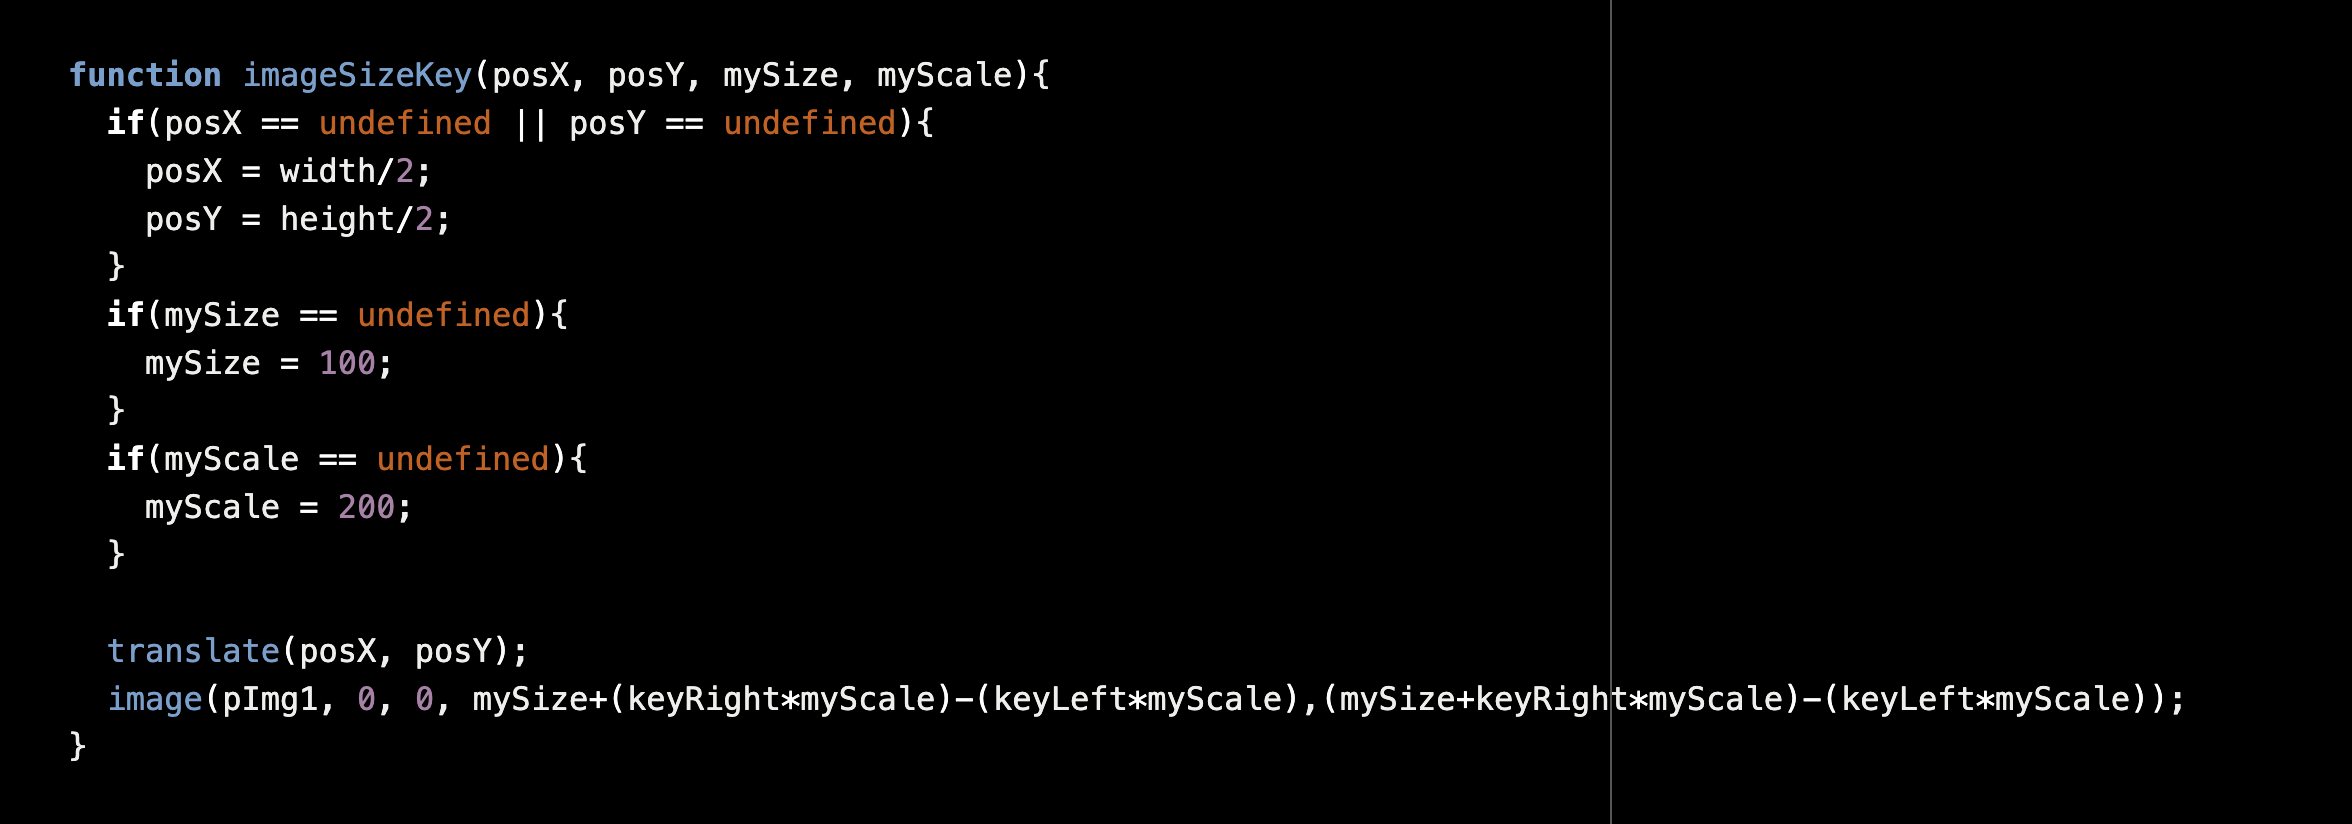 function imageSizeKey(posX, posY, mySize, myScale){
  if(posX == undefined || posY == undefined){
    posX = width/2;
    posY = height/2;
  }
  if(mySize == undefined){
    mySize = 100;
  }
  if(myScale == undefined){
    myScale = 200;
  }

  translate(posX, posY);
  image(pImg1, 0, 0, mySize+(keyRight*myScale)-(keyLeft*myScale),(mySize+keyRight*myScale)-(keyLeft*myScale));
}